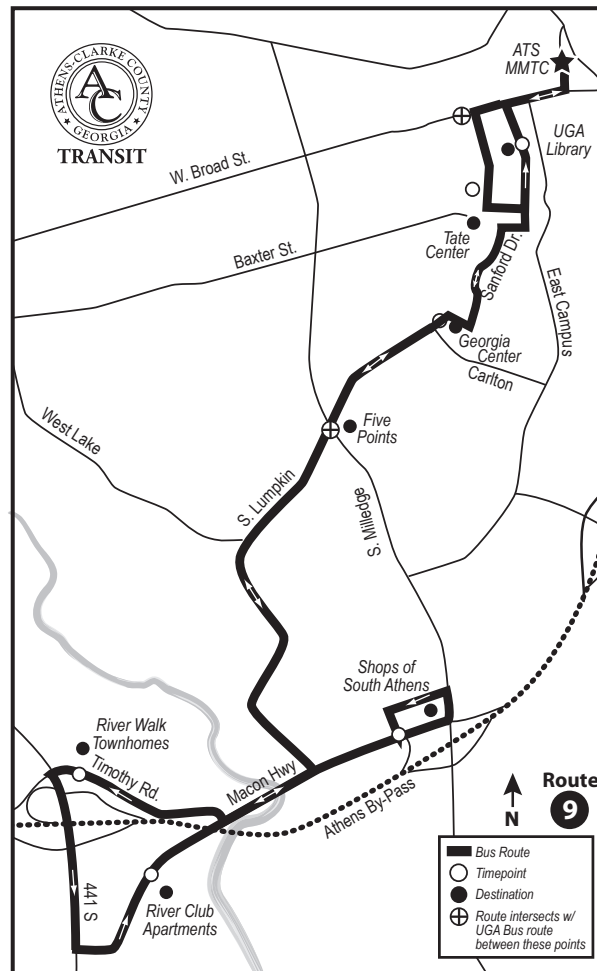 ATHENS-CLARKE COUNTY
AC
★ GEORGIA ★
TRANSIT
ATS
MMTC
UGA
Library
W. Broad St.
Baxter St.
Tate
Center
Sanford Dr.
East Campus
Georgia
Center
Carlton
Five
Points
West Lake
S. Lumpkin
S. Milledge
Shops of
South Athens
River Walk
Townhomes
Timothy Rd.
Macon Hwy
Athens By-Pass
441 S
River Club
Apartments
N
Route
9
Bus Route
Timepoint
Destination
Route intersects w/
UGA Bus route
between these points